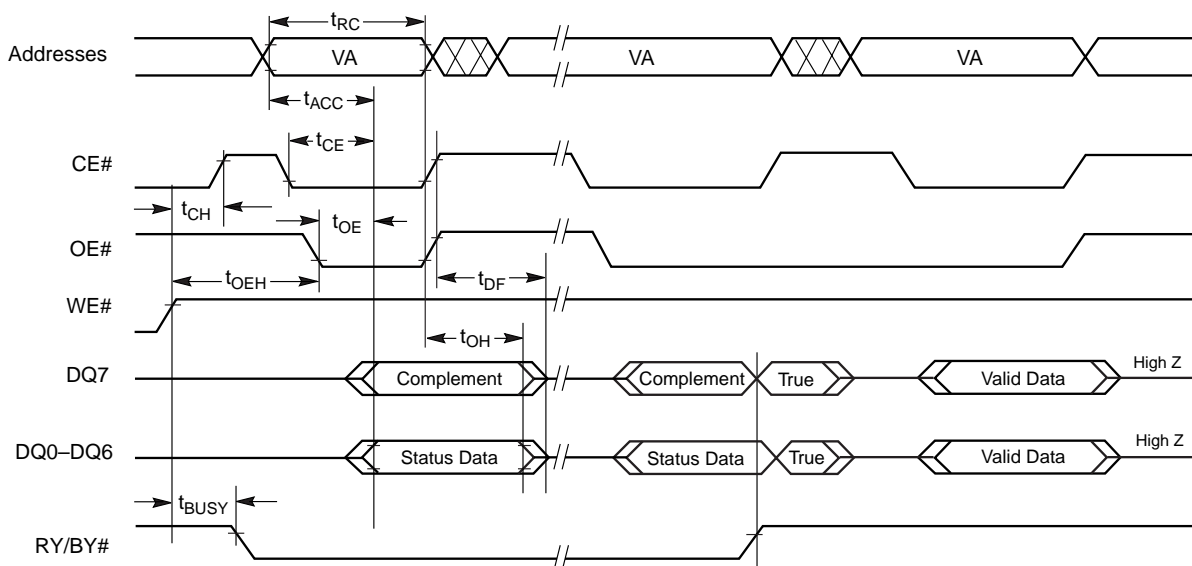 tRC
Addresses VA VA VA
tACC
tCE
CE#
tCH
tOE
OE#
tOEH
tDF
WE#
tOH
DQ7 Complement Complement True Valid Data High Z
DQ0–DQ6 Status Data Status Data True Valid Data High Z
tBUSY
RY/BY#